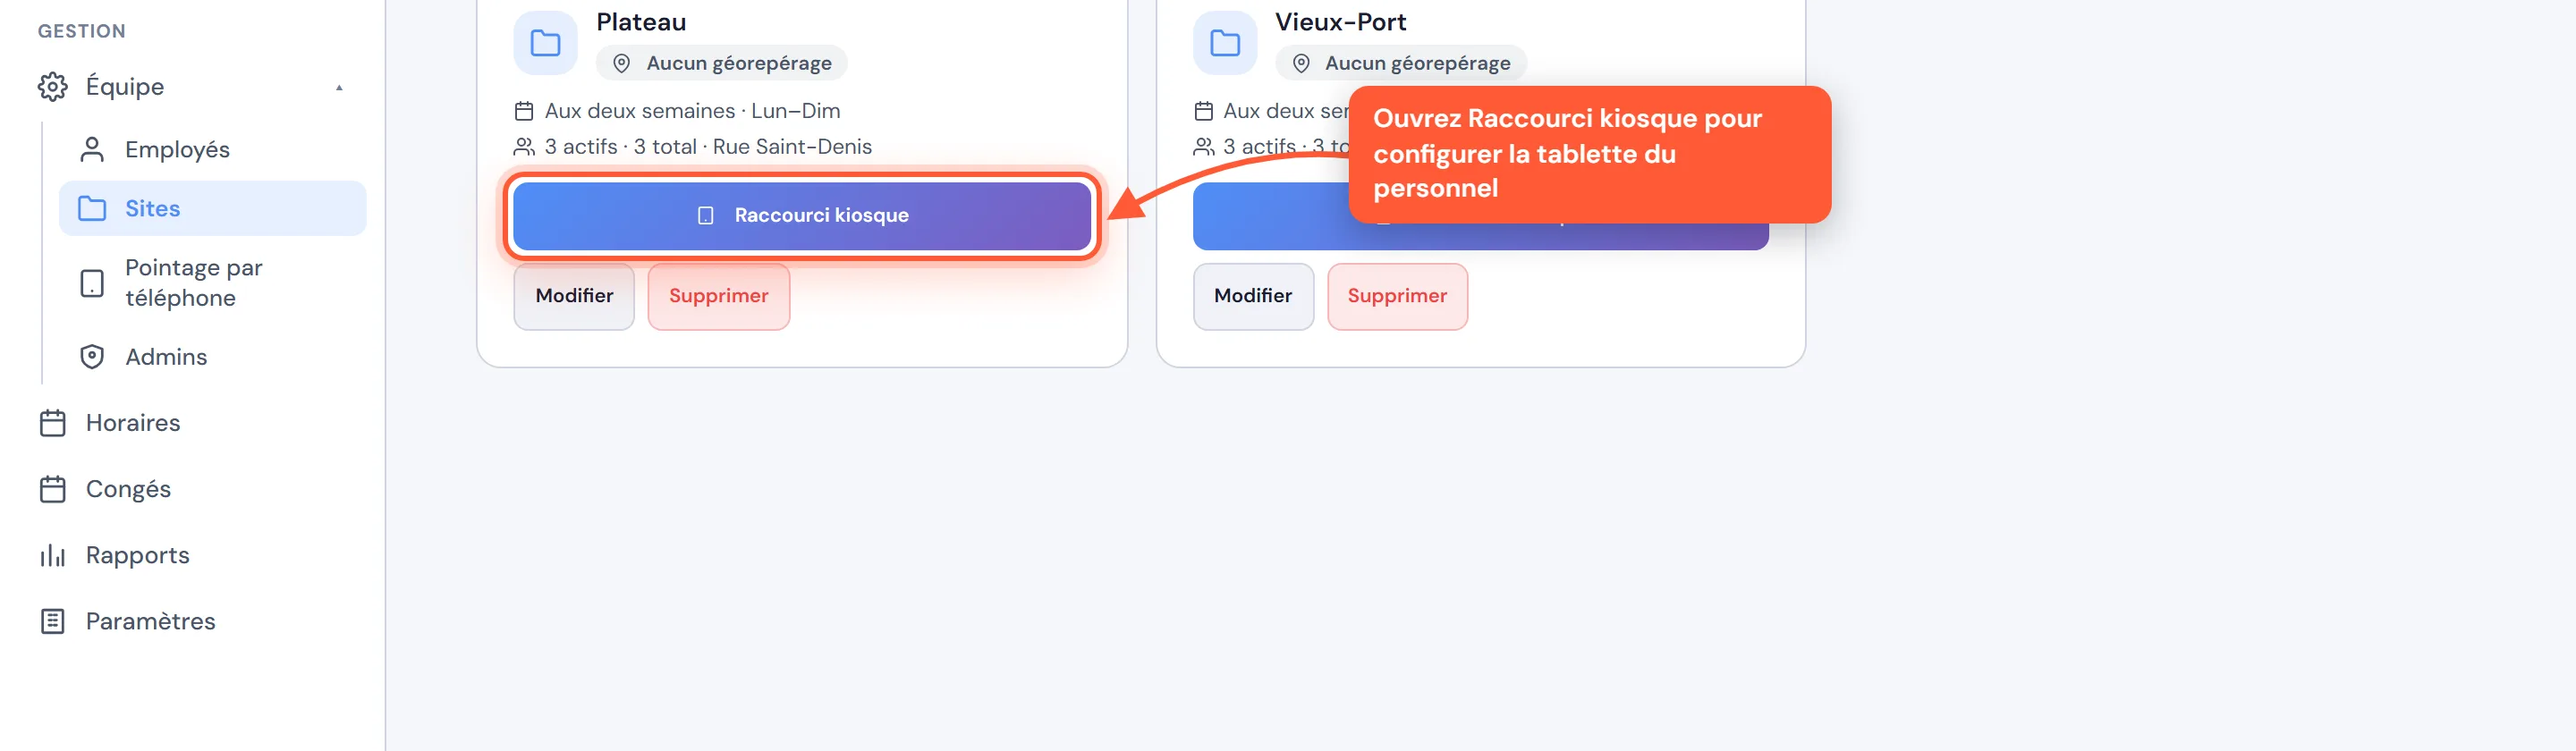 GESTION
Équipe
Employés
Sites
Pointage par
téléphone
Admins
Horaires
Congés
Rapports
Paramètres
Plateau
Aucun géorepérage
Aux deux semaines · Lun–Dim
3 actifs · 3 total · Rue Saint-Denis
Raccourci kiosque
Modifier
Supprimer
Vieux-Port
Aucun géorepérage
Aux deux
3 actifs · 3
Ouvrez Raccourci kiosque pour
configurer la tablette du
personnel
Modifier
Supprimer